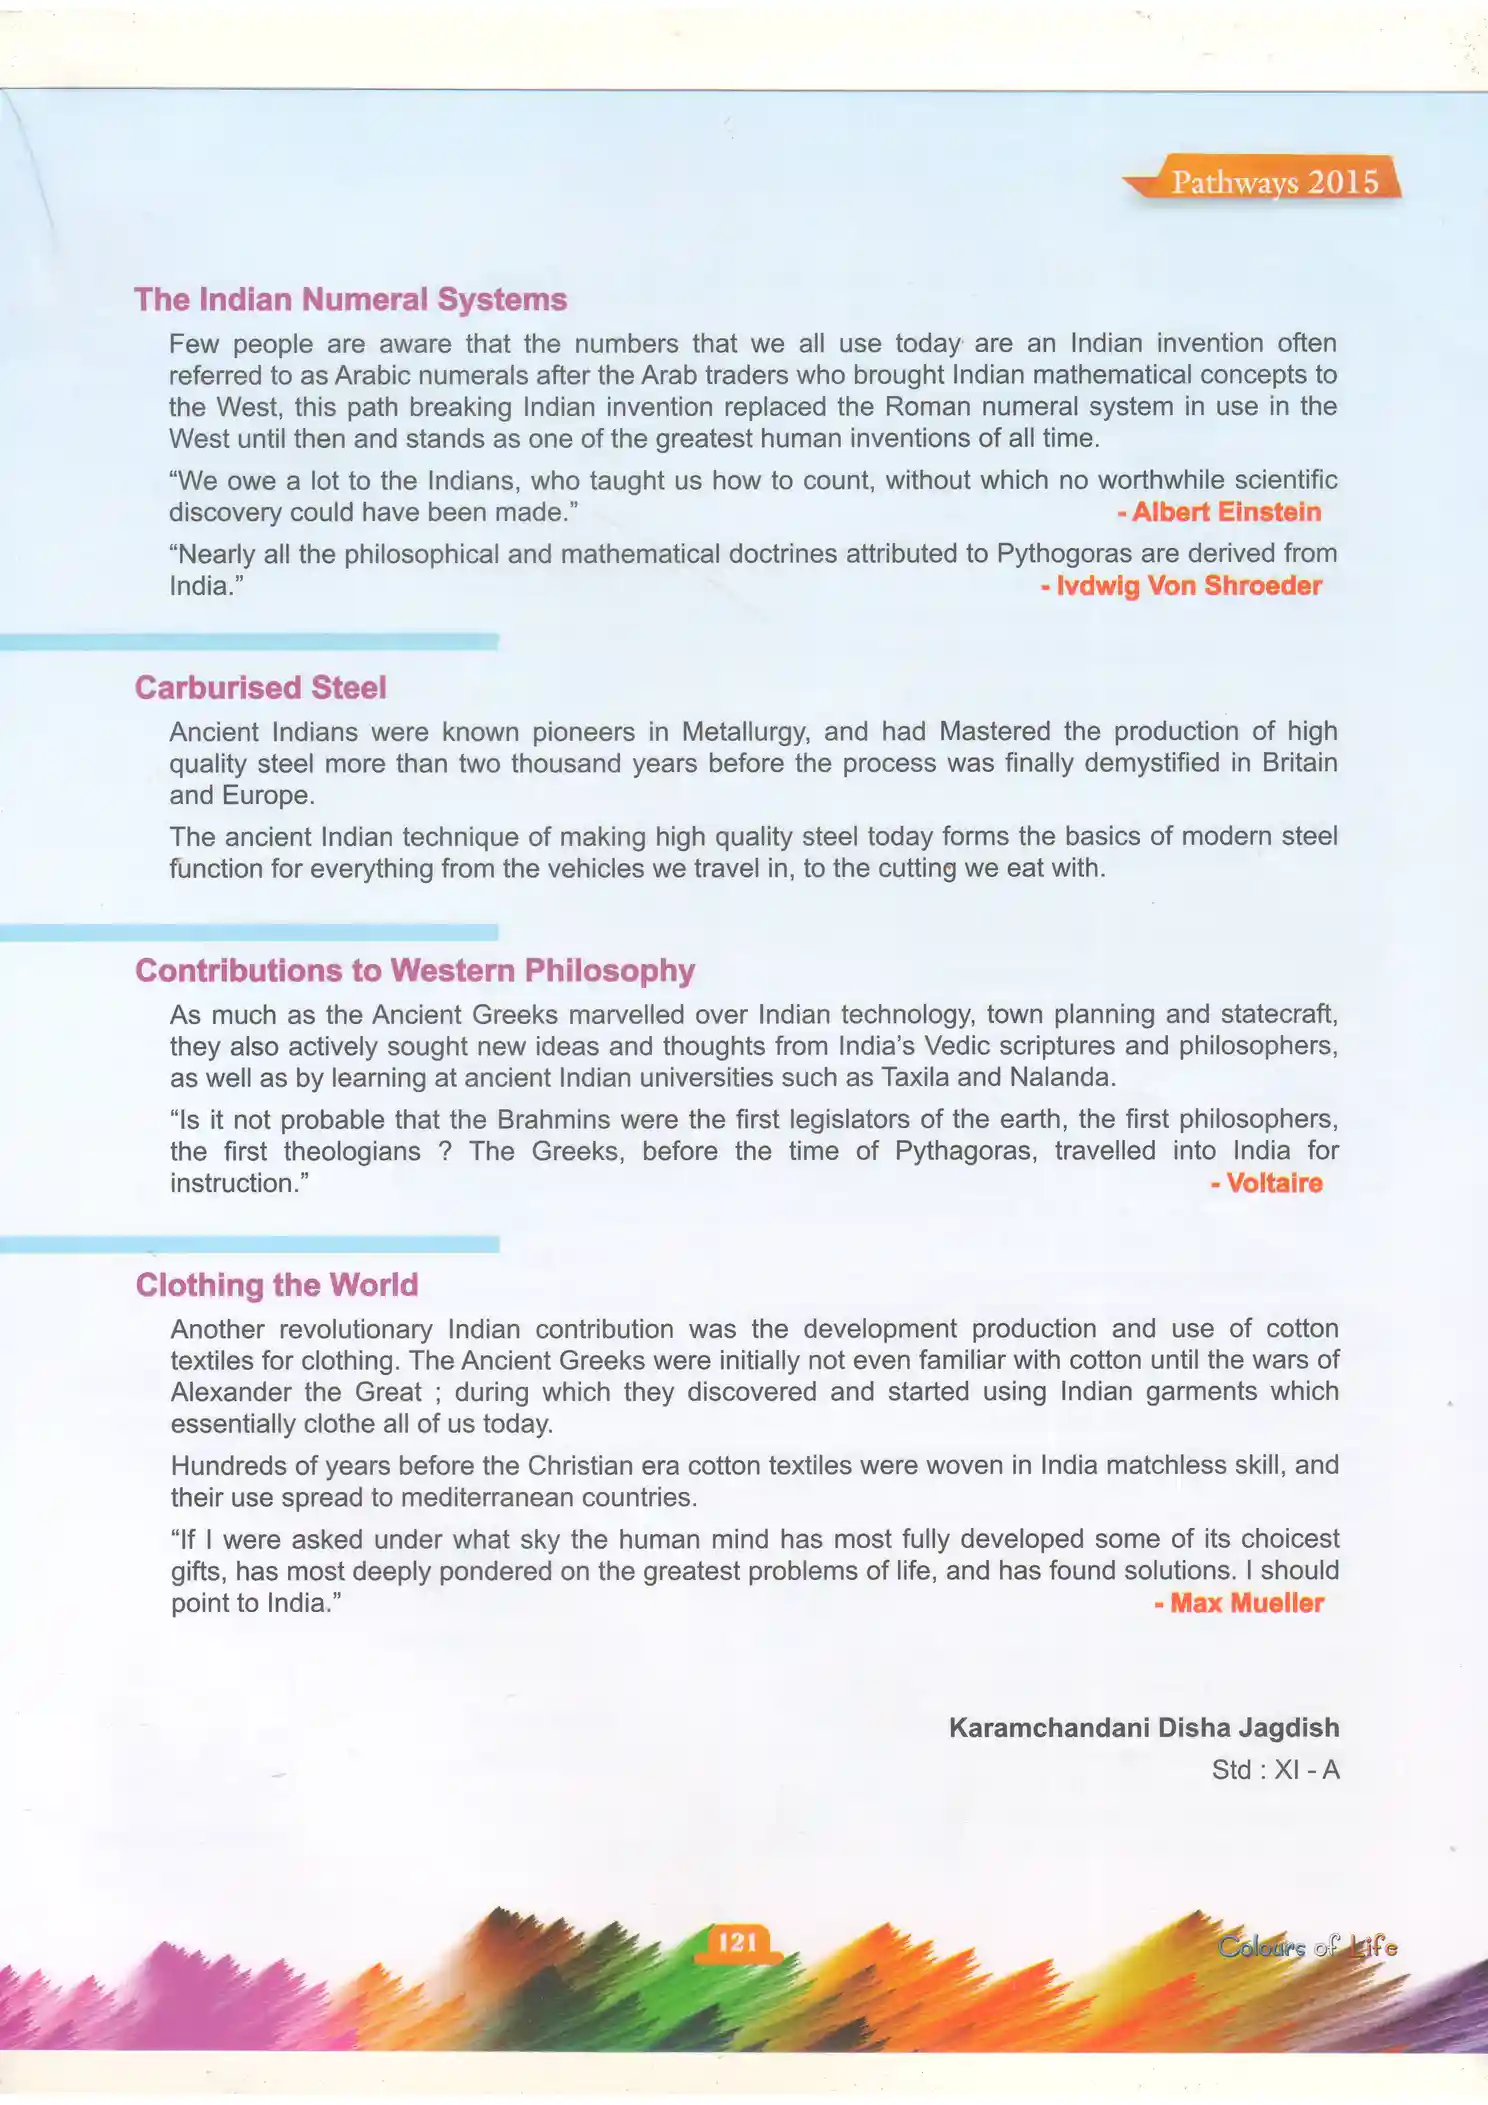 Pathways 2015
The Indian Numeral Systems
Few people are aware that the numbers that we all use today are an Indian invention often
referred to as Arabic numerals after the Arab traders who brought Indian mathematical concepts to
the West, this path breaking Indian invention replaced the Roman numeral system in use in the
West until then and stands as one of the greatest human inventions of all time.
“We owe a lot to the Indians, who taught us how to count, without which no worthwhile scientific
discovery could have been made.” - Albert Einstein
“Nearly all the philosophical and mathematical doctrines attributed to Pythogoras are derived from
India.” - Ivdwig Von Shroeder
Carburised Steel
Ancient Indians were known pioneers in Metallurgy, and had Mastered the production of high
quality steel more than two thousand years before the process was finally demystified in Britain
and Europe.
The ancient Indian technique of making high quality steel today forms the basics of modern steel
function for everything from the vehicles we travel in, to the cutting we eat with.
Contributions to Western Philosophy
As much as the Ancient Greeks marvelled over Indian technology, town planning and statecraft,
they also actively sought new ideas and thoughts from India’s Vedic scriptures and philosophers,
as well as by learning at ancient Indian universities such as Taxila and Nalanda.
“Is it not probable that the Brahmins were the first legislators of the earth, the first philosophers,
the first theologians ? The Greeks, before the time of Pythagoras, travelled into India for
instruction.” - Voltaire
Clothing the World
Another revolutionary Indian contribution was the development production and use of cotton
textiles for clothing. The Ancient Greeks were initially not even familiar with cotton until the wars of
Alexander the Great ; during which they discovered and started using Indian garments which
essentially clothe all of us today.
Hundreds of years before the Christian era cotton textiles were woven in India matchless skill, and
their use spread to mediterranean countries.
“If I were asked under what sky the human mind has most fully developed some of its choicest
gifts, has most deeply pondered on the greatest problems of life, and has found solutions. I should
point to India.” - Max Mueller
Karamchandani Disha Jagdish
Std : XI - A
121
Colours of Life